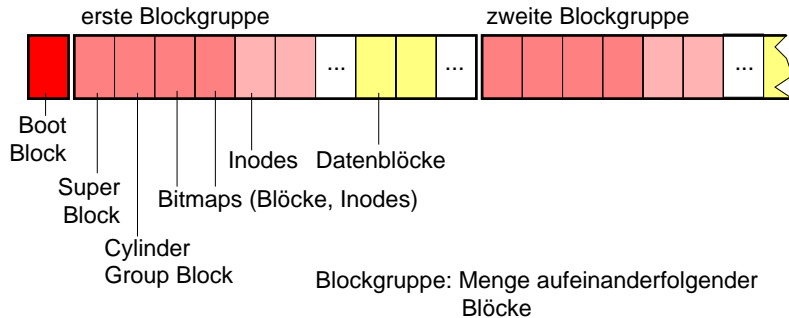 erste Blockgruppe
zweite Blockgruppe
...
...
...
Boot
Block
Inodes
Datenblöcke
Super
Block
Bitmaps (Blöcke, Inodes)
Cylinder
Group Block
Blockgruppe: Menge aufeinanderfolgender
Blöcke